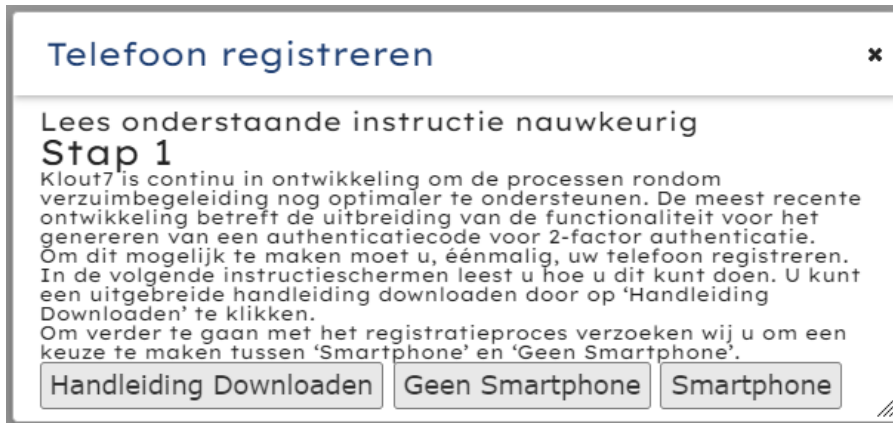 Telefoon registreren
Lees onderstaande instructie nauwkeurig
Stap 1
Klout7 is continu in ontwikkeling om de processen rondom
verzuimbegeleiding nog optimaler te ondersteunen. De meest recente
ontwikkeling betreft de uitbreiding van de functionaliteit voor het
genereren van een authenticatiecode voor 2-factor authenticatie.
Om dit mogelijk te maken moet u, éénmalig, uw telefoon registreren.
In de volgende instructieschermen leest u hoe u dit kunt doen. U kunt
een uitgebreide handleiding downloaden door op ‘Handleiding
Downloaden’ te klikken.
Om verder te gaan met het registratieproces verzoeken wij u om een
keuze te maken tussen ‘Smartphone’ en ‘Geen Smartphone’.
Handleiding Downloaden Geen Smartphone Smartphone